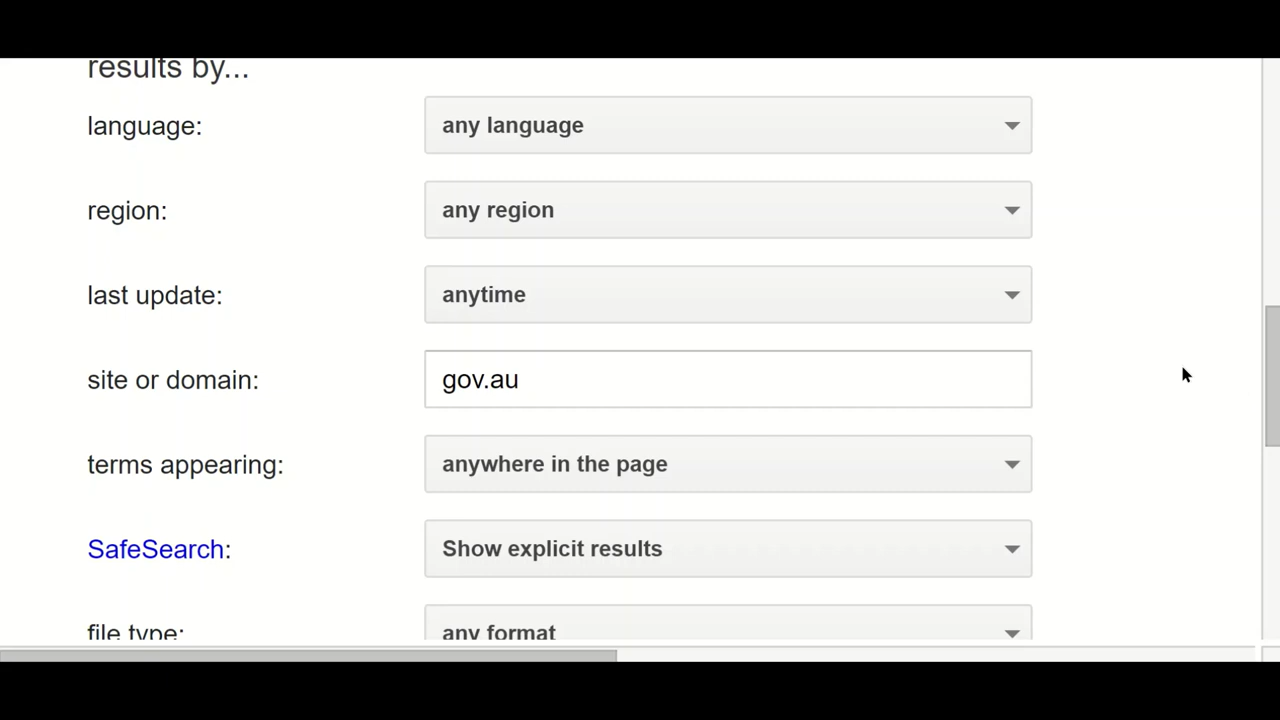 results by...
language: any language
region: any region
last update: anytime
site or domain: gov.au
terms appearing: anywhere in the page
SafeSearch: Show explicit results
file type: any format